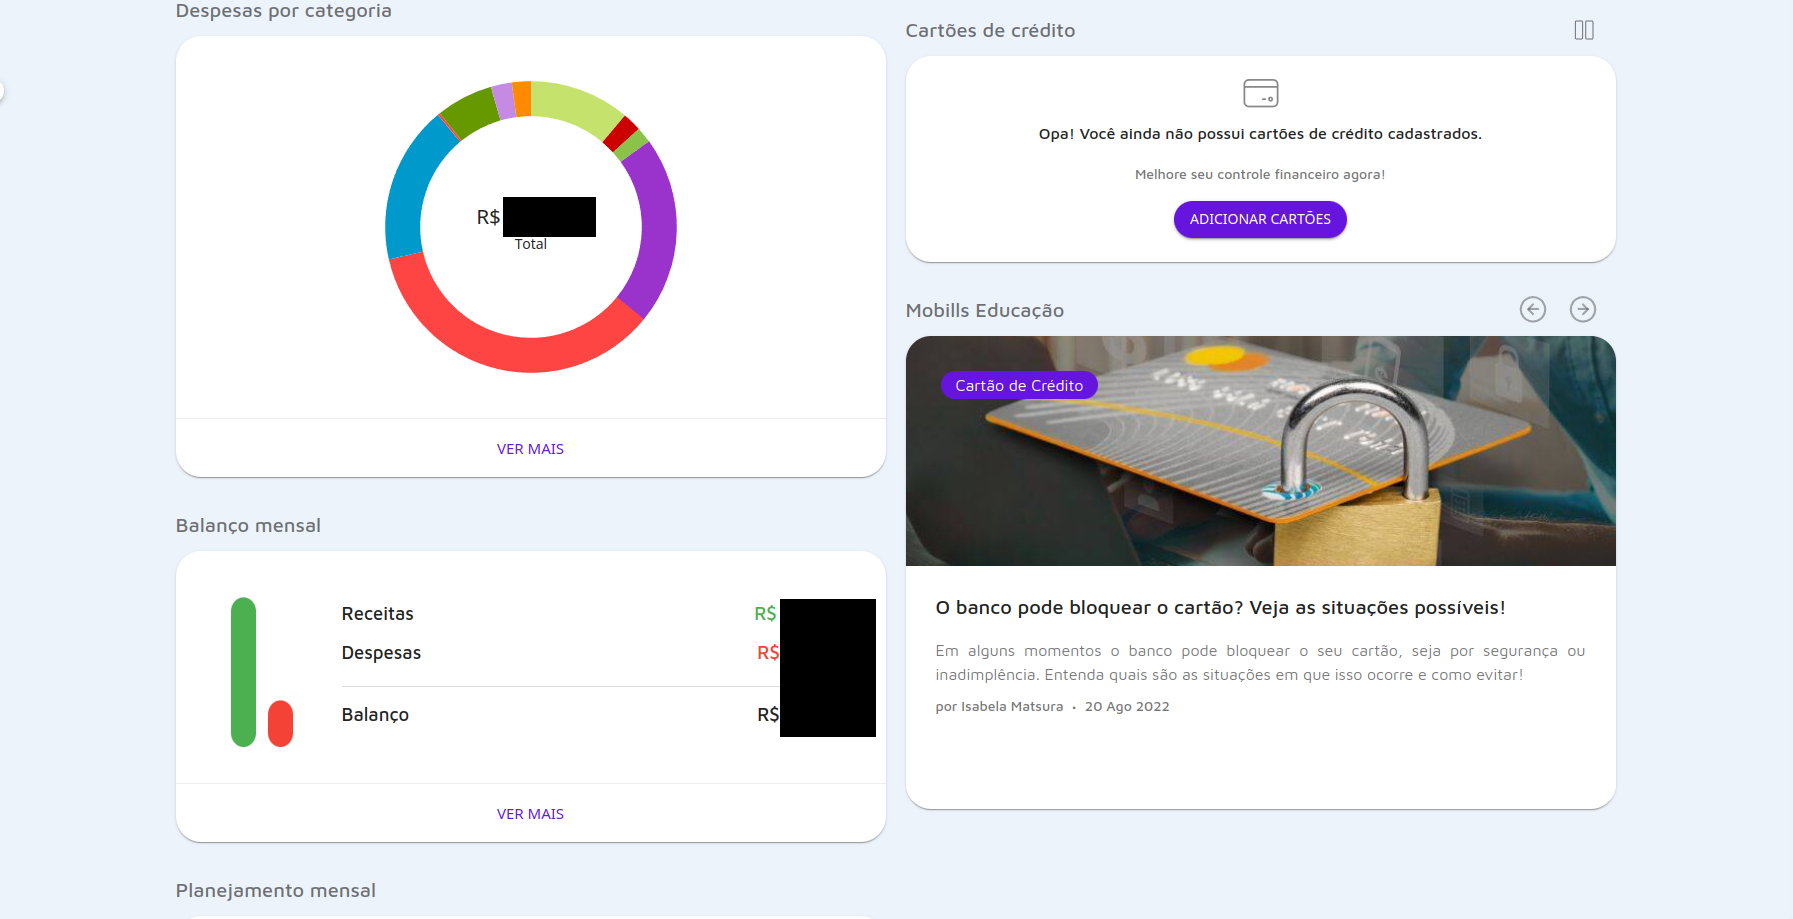 Despesas por categoria
R$
Total
VER MAIS
Balanço mensal
Receitas R$
Despesas R$
Balanço R$
VER MAIS
Planejamento mensal
Cartões de crédito
Opa! Você ainda não possui cartões de crédito cadastrados.
Melhore seu controle financeiro agora!
ADICIONAR CARTÕES
Mobills Educação
Cartão de Crédito
O banco pode bloquear o cartão? Veja as situações possíveis!
Em alguns momentos o banco pode bloquear o seu cartão, seja por segurança ou
inadimplência. Entenda quais são as situações em que isso ocorre e como evitar!
por Isabela Matsura • 20 Ago 2022